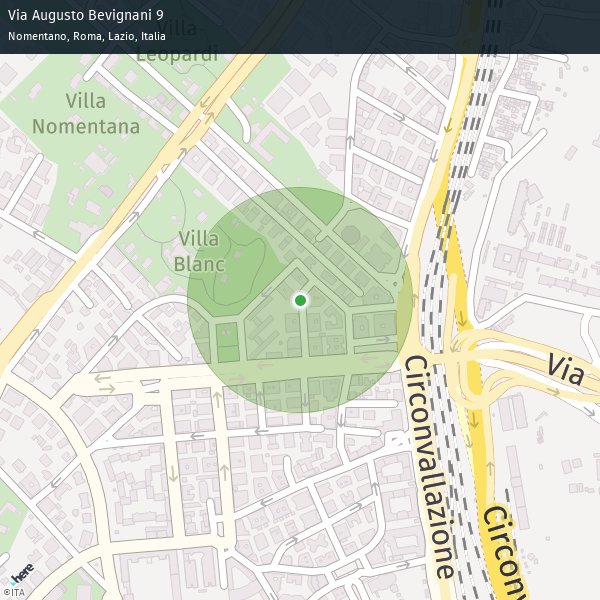 Via Augusto Bevignani 9
Nomentano, Roma, Lazio, Italia
Villa
Leopardi
Villa
Nomentana
Villa
Blanc
Via
Circonvallazione
Circonv
here
©ITA